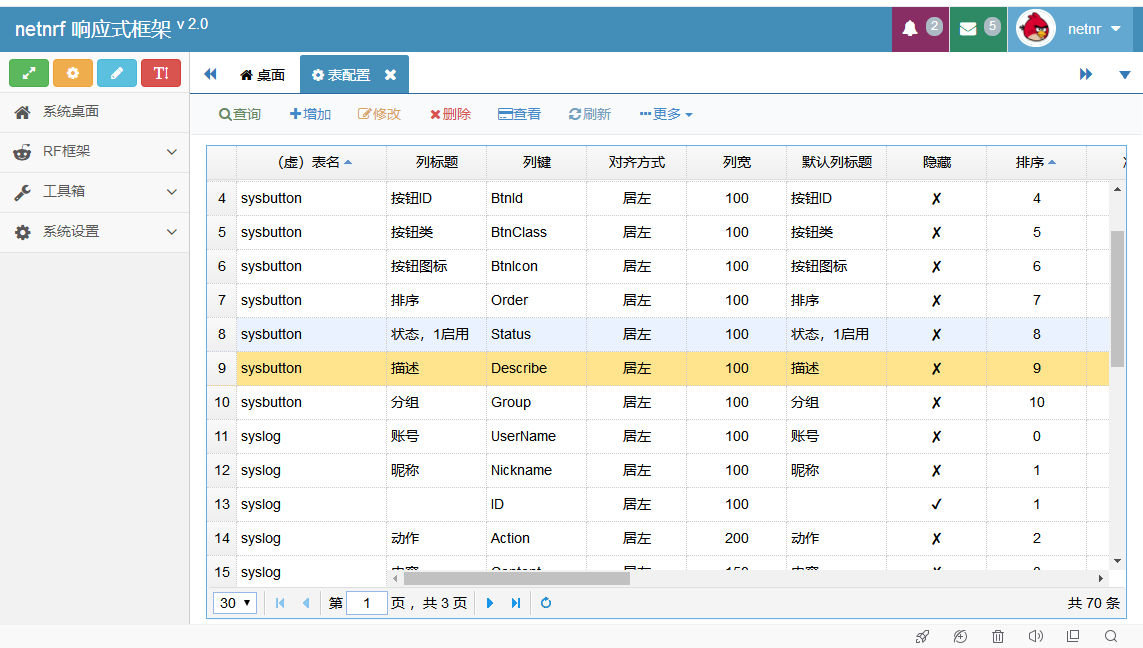 netnrf 响应式框架 v 2.0
2
5
netnr
T!
桌面
表配置
系统桌面
RF框架
工具箱
系统设置
查询 增加 修改 删除 查看 刷新 更多
（虚）表名 列标题 列键 对齐方式 列宽 默认列标题 隐藏 排序
4 sysbutton 按钮ID BtnId 居左 100 按钮ID ✗ 4
5 sysbutton 按钮类 BtnClass 居左 100 按钮类 ✗ 5
6 sysbutton 按钮图标 BtnIcon 居左 100 按钮图标 ✗ 6
7 sysbutton 排序 Order 居左 100 排序 ✗ 7
8 sysbutton 状态，1启用 Status 居左 100 状态，1启用 ✗ 8
9 sysbutton 描述 Describe 居左 100 描述 ✗ 9
10 sysbutton 分组 Group 居左 100 分组 ✗ 10
11 syslog 账号 UserName 居左 100 账号 ✗ 0
12 syslog 昵称 Nickname 居左 100 昵称 ✗ 1
13 syslog ID 居左 100 ✓ 1
14 syslog 动作 Action 居左 200 动作 ✗ 2
15 syslog
30 第 1 页，共 3 页 共 70 条